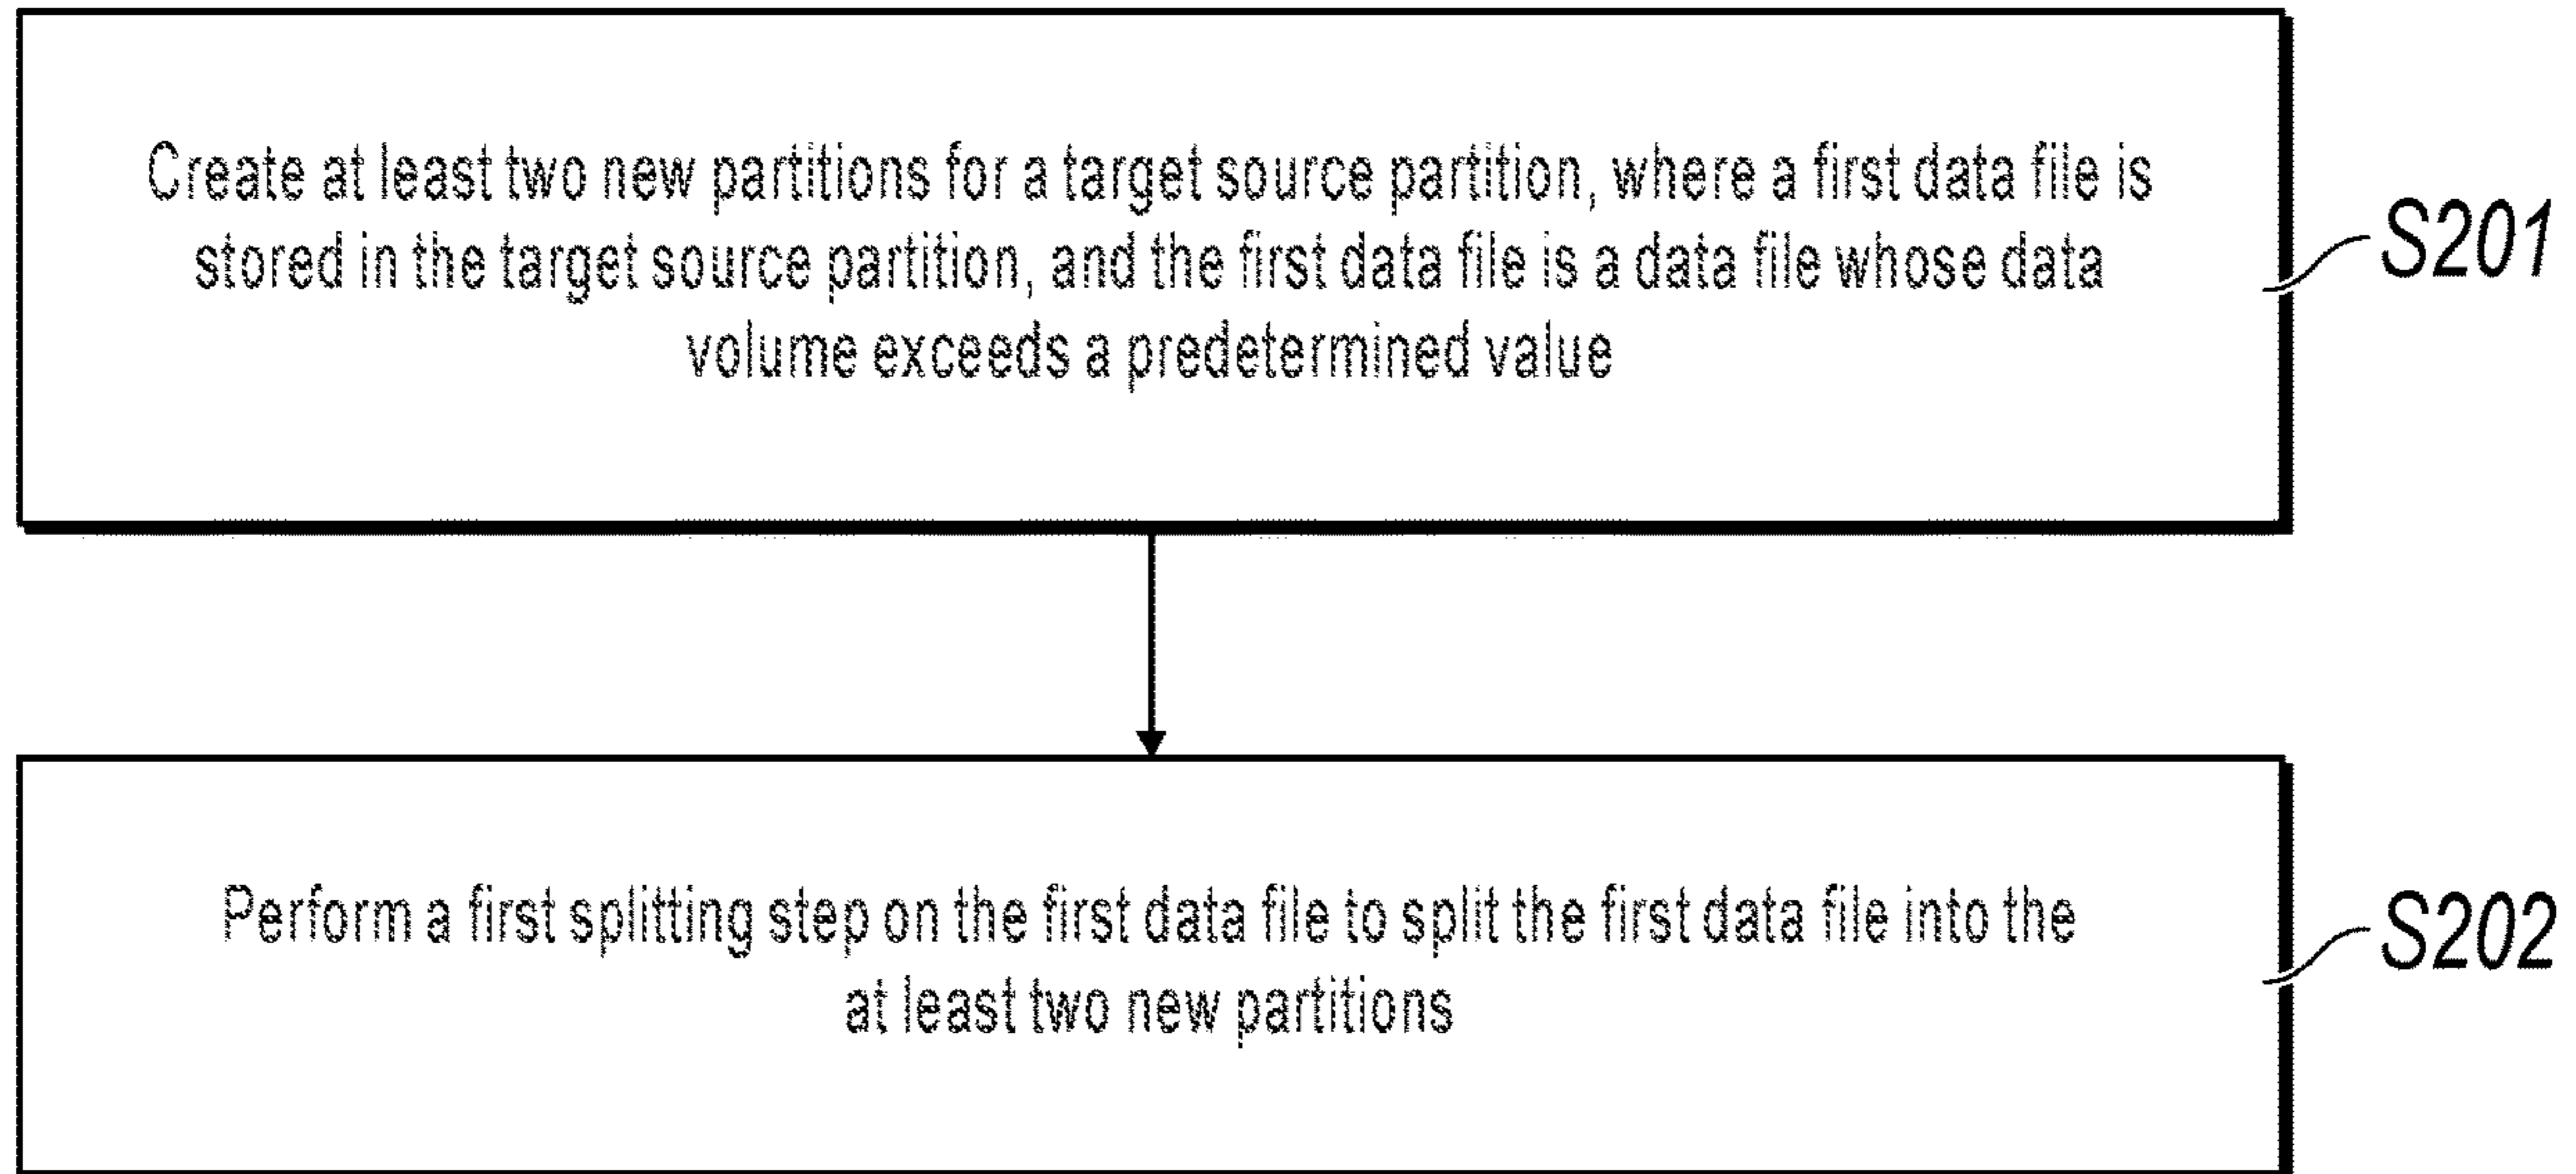 Create at least two new partitions for a target source partition, where a first data file is
stored in the target source partition, and the first data file is a data file whose data
volume exceeds a predetermined value
S201
Perform a first splitting step on the first data file to split the first data file into the
at least two new partitions
S202